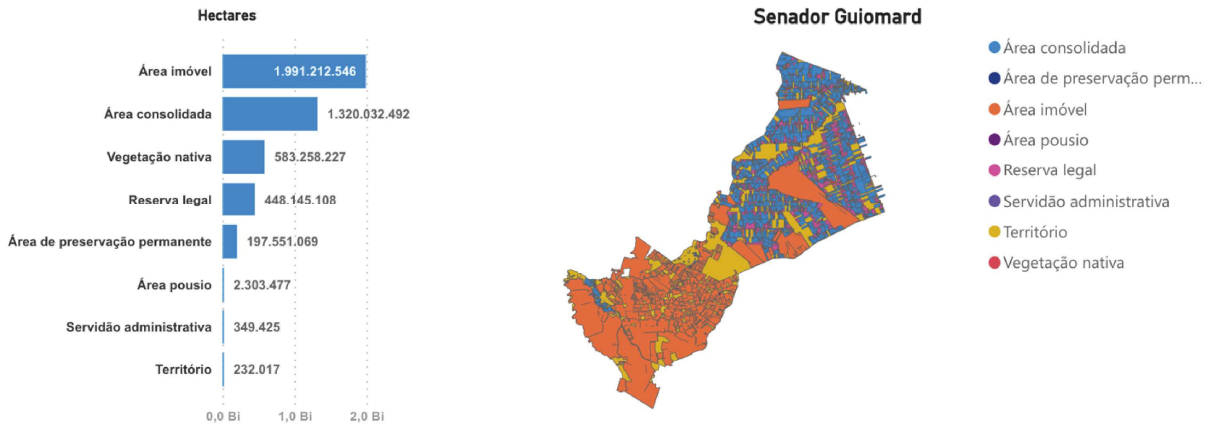 Hectares
Área imóvel
1.991.212.546
Área consolidada
1.320.032.492
Vegetação nativa
583.258.227
Reserva legal
448.145.108
Área de preservação permanente
197.551.069
Área pousio
2.303.477
Servidão administrativa
349.425
Território
232.017
0,0 Bi
1,0 Bi
2,0 Bi
Senador Guiomard
Área consolidada
Área de preservação perm...
Área imóvel
Área pousio
Reserva legal
Servidão administrativa
Território
Vegetação nativa